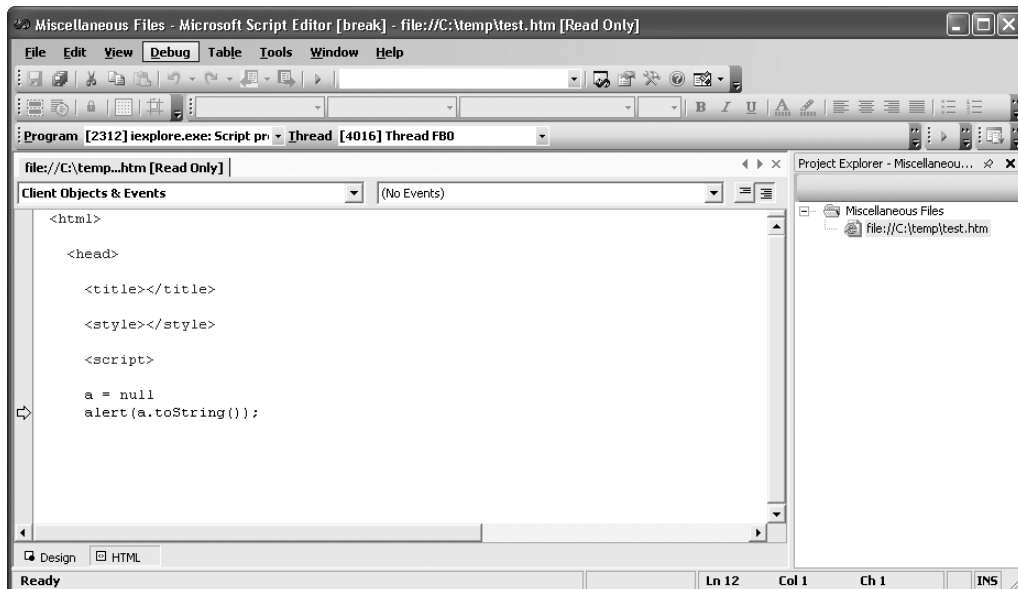 Miscellaneous Files - Microsoft Script Editor [break] - file://C:\temp\test.htm [Read Only]
File Edit View Debug Table Tools Window Help
B I U A
Program [2312] iexplore.exe: Script pr Thread [4016] Thread FB0
file://C:\temp...htm [Read Only]
Project Explorer - Miscellaneou...
Client Objects & Events (No Events)
Miscellaneous Files
file://C:\temp\test.htm
<html>
<head>
<title></title>
<style></style>
<script>
a = null
alert(a.toString());
Design HTML
Ready Ln 12 Col 1 Ch 1 INS